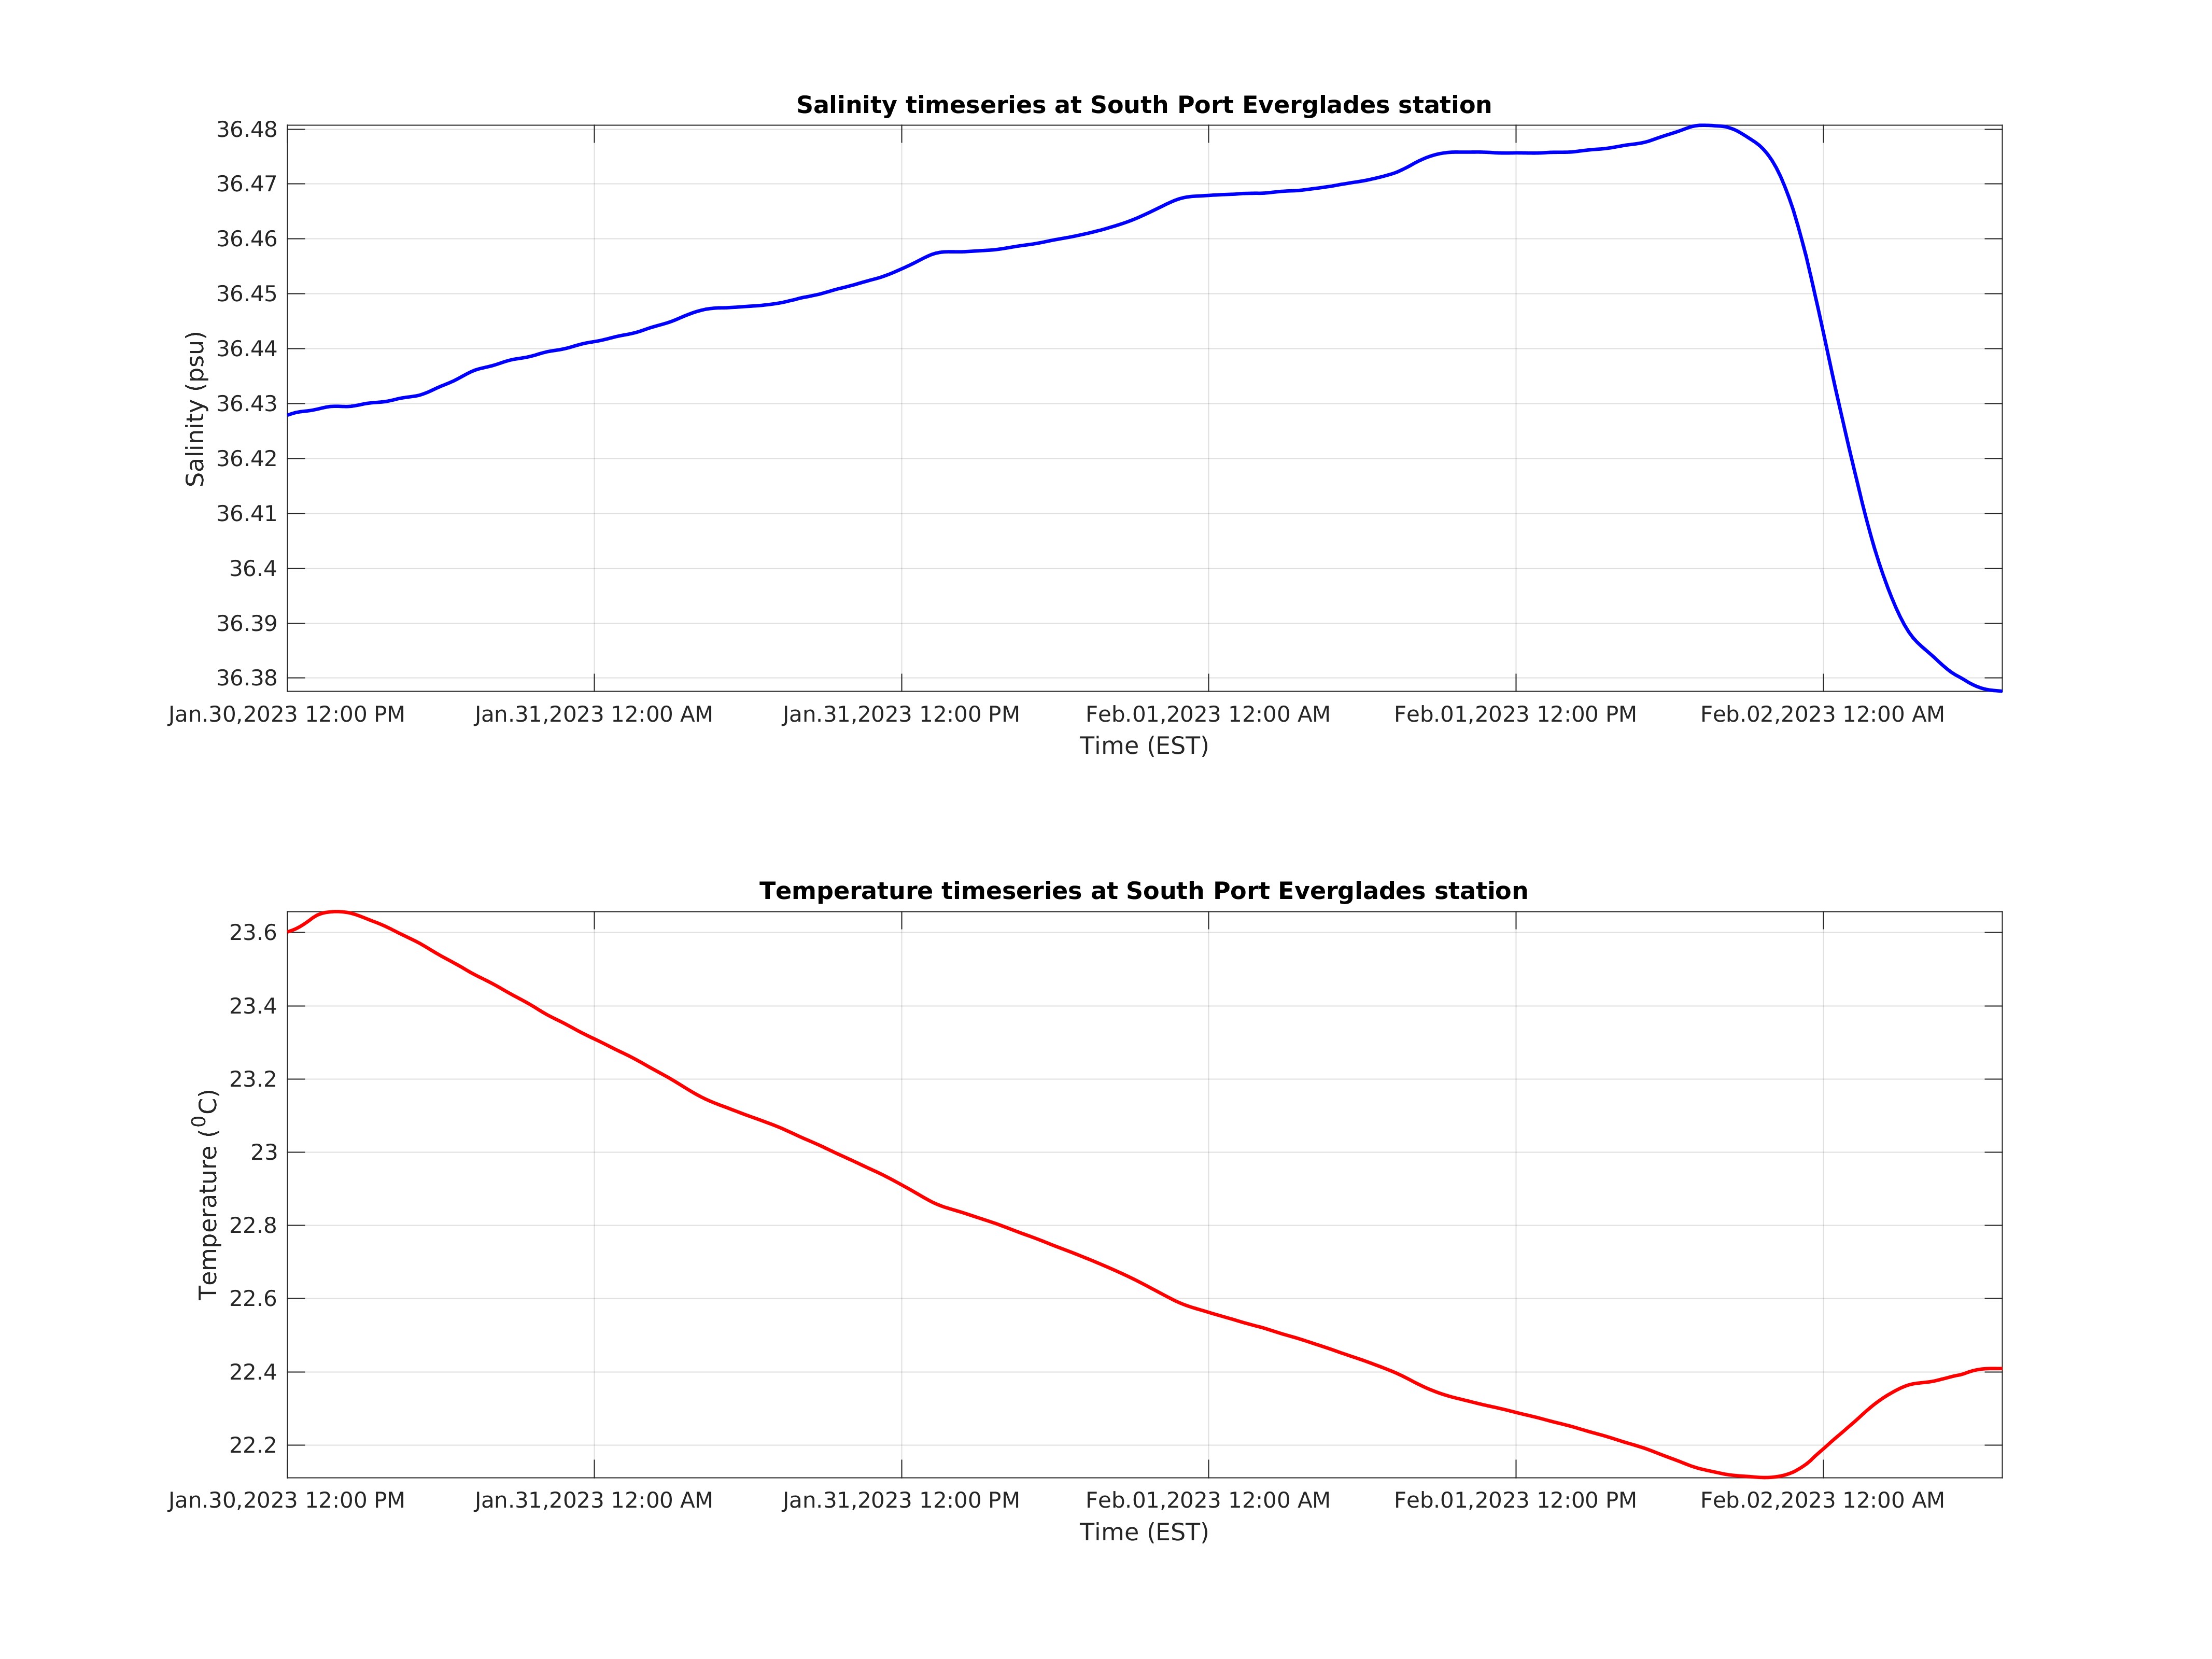 Salinity timeseries at South Port Everglades station
36.48
36.47
36.46
36.45
36.44
36.43
36.42
36.41
36.4
36.39
36.38
Salinity (psu)
Jan.30,2023 12:00 PM Jan.31,2023 12:00 AM Jan.31,2023 12:00 PM Feb.01,2023 12:00 AM Feb.01,2023 12:00 PM Feb.02,2023 12:00 AM
Time (EST)
Temperature timeseries at South Port Everglades station
23.6
23.4
23.2
23
22.8
22.6
22.4
22.2
Temperature (⁰C)
Jan.30,2023 12:00 PM Jan.31,2023 12:00 AM Jan.31,2023 12:00 PM Feb.01,2023 12:00 AM Feb.01,2023 12:00 PM Feb.02,2023 12:00 AM
Time (EST)